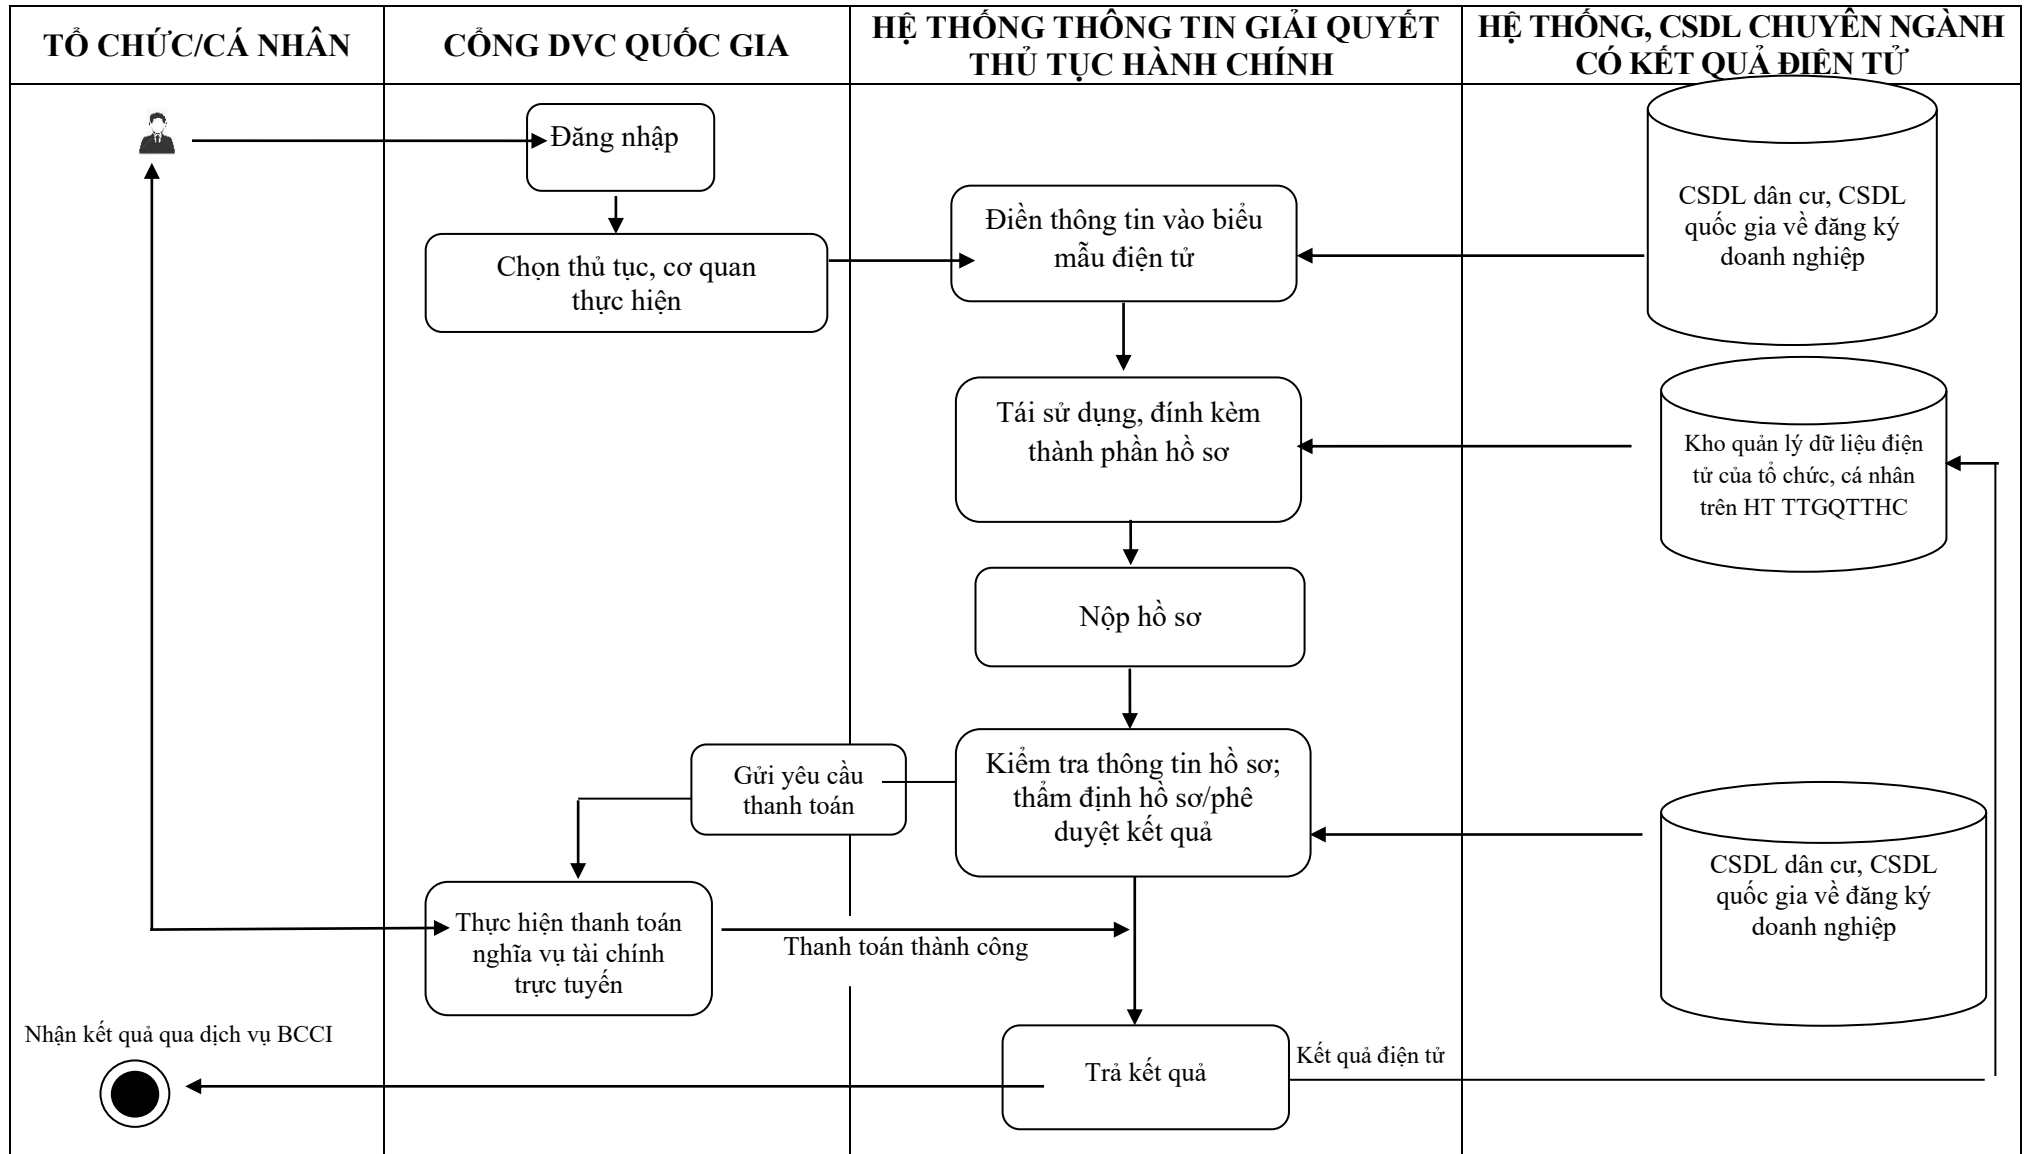 TỔ CHỨC/CÁ NHÂN
CỔNG DVC QUỐC GIA
HỆ THỐNG THÔNG TIN GIẢI QUYẾT
THỦ TỤC HÀNH CHÍNH
HỆ THỐNG, CSDL CHUYÊN NGÀNH
CÓ KẾT QUẢ ĐIỆN TỬ
Đăng nhập
Chọn thủ tục, cơ quan
thực hiện
Điền thông tin vào biểu
mẫu điện tử
CSDL dân cư, CSDL
quốc gia về đăng ký
doanh nghiệp
Tái sử dụng, đính kèm
thành phần hồ sơ
Kho quản lý dữ liệu điện
tử của tổ chức, cá nhân
trên HT TTGQTTHC
Nộp hồ sơ
Gửi yêu cầu
thanh toán
Kiểm tra thông tin hồ sơ;
thẩm định hồ sơ/phê
duyệt kết quả
CSDL dân cư, CSDL
quốc gia về đăng ký
doanh nghiệp
Thực hiện thanh toán
nghĩa vụ tài chính
trực tuyến
Thanh toán thành công
Nhận kết quả qua dịch vụ BCCI
Trả kết quả
Kết quả điện tử